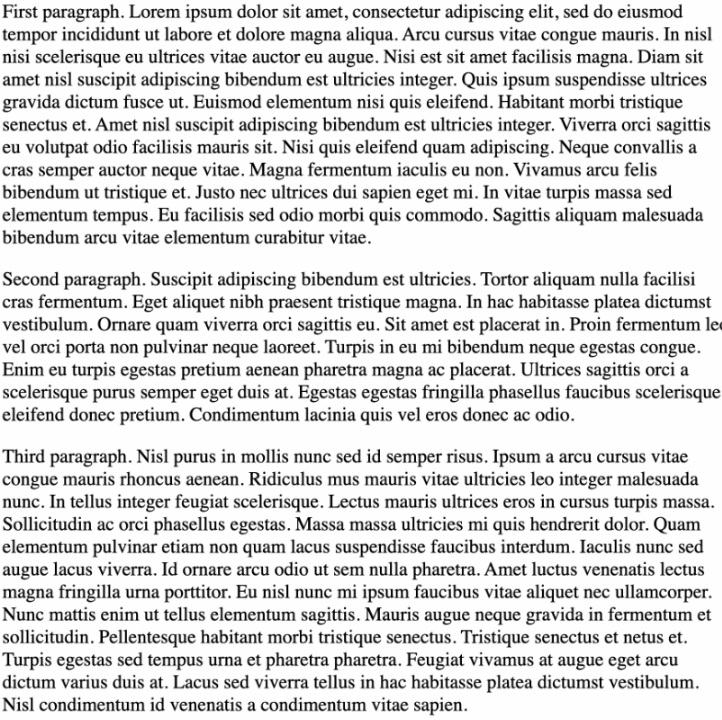 First paragraph. Lorem ipsum dolor sit amet, consectetur adipiscing elit, sed do eiusmod
tempor incididunt ut labore et dolore magna aliqua. Arcu cursus vitae congue mauris. In nisl
nisi scelerisque eu ultrices vitae auctor eu augue. Nisi est sit amet facilisis magna. Diam sit
amet nisl suscipit adipiscing bibendum est ultricies integer. Quis ipsum suspendisse ultrices
gravida dictum fusce ut. Euismod elementum nisi quis eleifend. Habitant morbi tristique
senectus et. Amet nisl suscipit adipiscing bibendum est ultricies integer. Viverra orci sagittis
eu volutpat odio facilisis mauris sit. Nisi quis eleifend quam adipiscing. Neque convallis a
cras semper auctor neque vitae. Magna fermentum iaculis eu non. Vivamus arcu felis
bibendum ut tristique et. Justo nec ultrices dui sapien eget mi. In vitae turpis massa sed
elementum tempus. Eu facilisis sed odio morbi quis commodo. Sagittis aliquam malesuada
bibendum arcu vitae elementum curabitur vitae.
Second paragraph. Suscipit adipiscing bibendum est ultricies. Tortor aliquam nulla facilisi
cras fermentum. Eget aliquet nibh praesent tristique magna. In hac habitasse platea dictumst
vestibulum. Ornare quam viverra orci sagittis eu. Sit amet est placerat in. Proin fermentum
vel orci porta non pulvinar neque laoreet. Turpis in eu mi bibendum neque egestas congue.
Enim eu turpis egestas pretium aenean pharetra magna ac placerat. Ultrices sagittis orci a
scelerisque purus semper eget duis at. Egestas egestas fringilla phasellus faucibus scelerisque
eleifend donec pretium. Condimentum lacinia quis vel eros donec ac odio.
Third paragraph. Nisl purus in mollis nunc sed id semper risus. Ipsum a arcu cursus vitae
congue mauris rhoncus aenean. Ridiculus mus mauris vitae ultricies leo integer malesuada
nunc. In tellus integer feugiat scelerisque. Lectus mauris ultrices eros in cursus turpis massa.
Sollicitudin ac orci phasellus egestas. Massa massa ultricies mi quis hendrerit dolor. Quam
elementum pulvinar etiam non quam lacus suspendisse faucibus interdum. Iaculis nunc sed
augue lacus viverra. Id ornare arcu odio ut sem nulla pharetra. Amet luctus venenatis lectus
magna fringilla urna porttitor. Eu nisl nunc mi ipsum faucibus vitae aliquet nec ullamcorper.
Nunc mattis enim ut tellus elementum sagittis. Mauris augue neque gravida in fermentum et
sollicitudin. Pellentesque habitant morbi tristique senectus. Tristique senectus et netus et.
Turpis egestas sed tempus urna et pharetra pharetra. Feugiat vivamus at augue eget arcu
dictum varius duis at. Lacus sed viverra tellus in hac habitasse platea dictumst vestibulum.
Nisl condimentum id venenatis a condimentum vitae sapien.